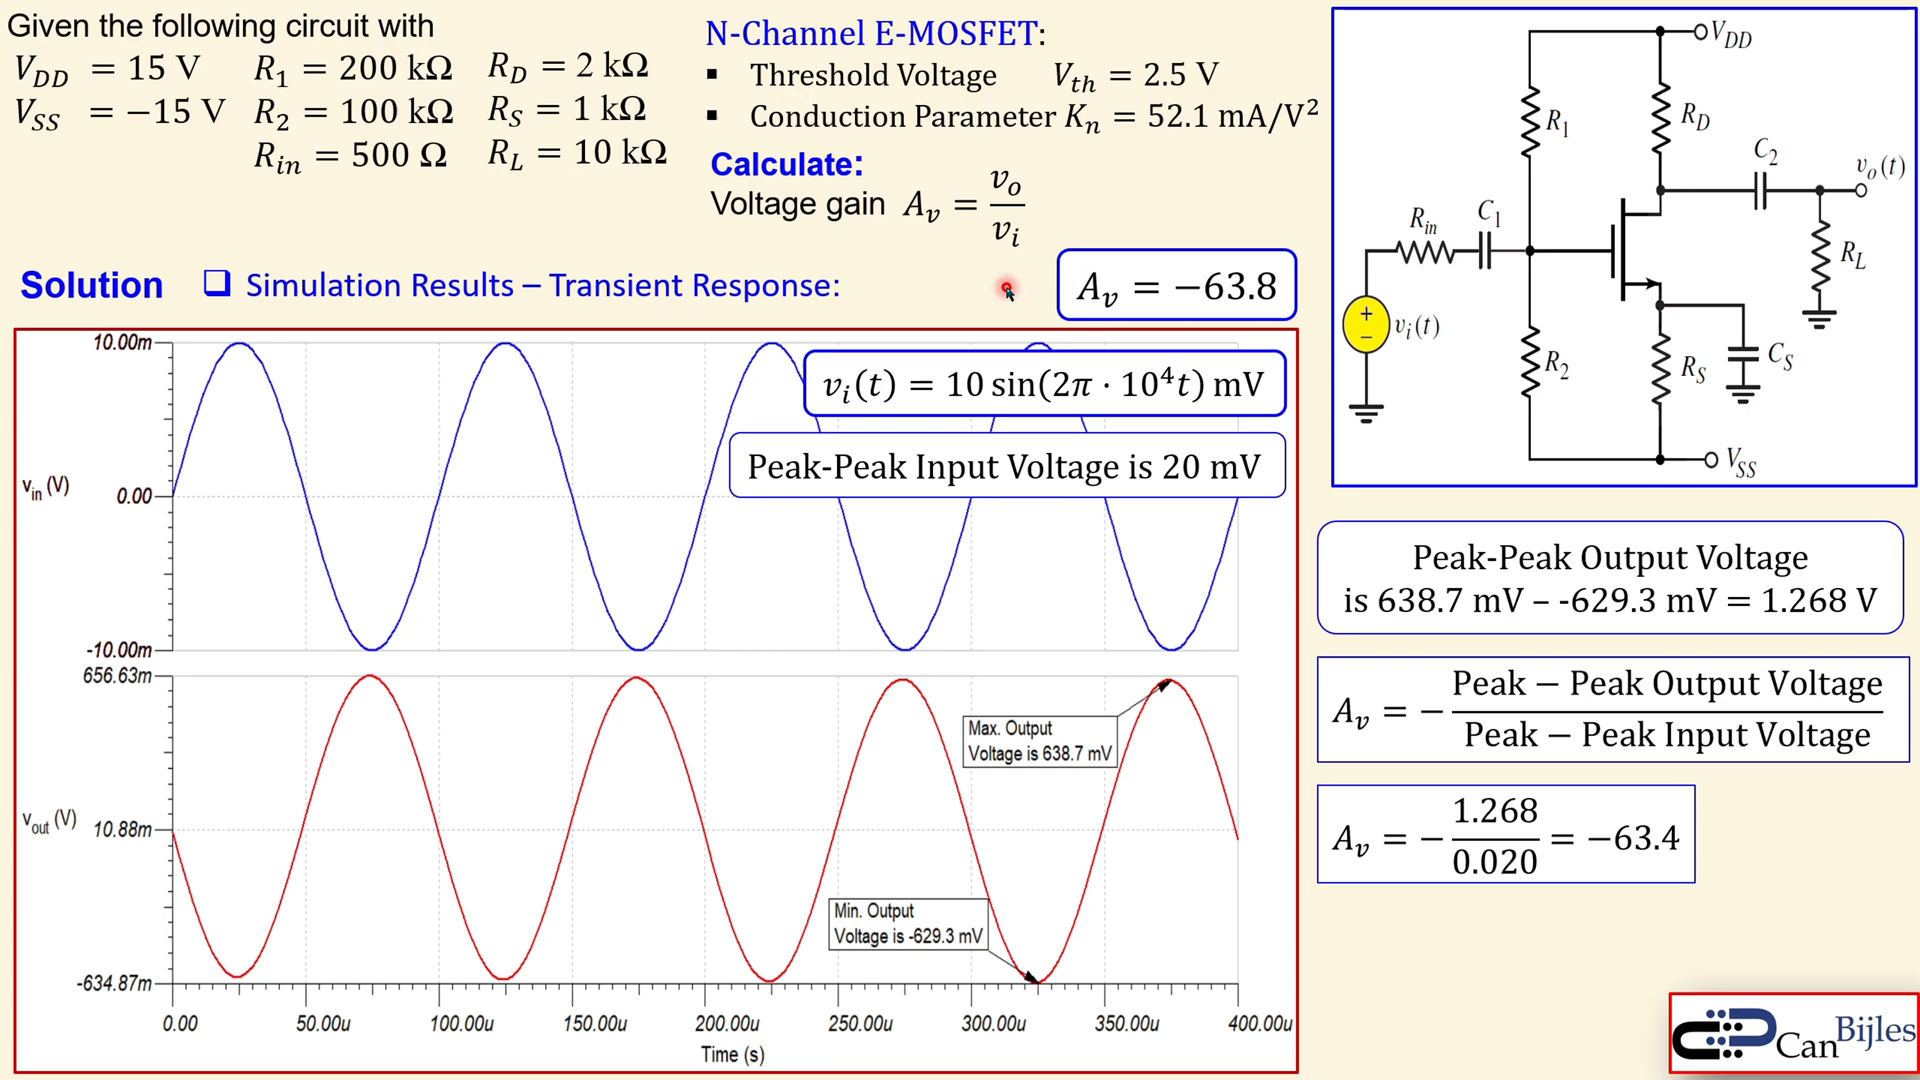 Given the following circuit with
V_DD = 15 V R_1 = 200 kΩ R_D = 2 kΩ
V_SS = −15 V R_2 = 100 kΩ R_S = 1 kΩ
R_in = 500 Ω R_L = 10 kΩ
N-Channel E-MOSFET:
▪ Threshold Voltage V_th = 2.5 V
▪ Conduction Parameter K_n = 52.1 mA/V²
Calculate:
Voltage gain A_v = v_o / v_i
Solution ❑ Simulation Results – Transient Response:
A_v = −63.8
V_DD
R_1
R_D
C_2
v_o(t)
R_in
C_1
R_L
+
−
v_i(t)
R_2
R_S
C_S
V_SS
v_i(t) = 10 sin(2π · 10⁴t) mV
Peak-Peak Input Voltage is 20 mV
10.00m
v_in (V)
0.00
-10.00m
656.63m
v_out (V)
10.88m
-634.87m
Max. Output
Voltage is 638.7 mV
Min. Output
Voltage is -629.3 mV
0.00 50.00u 100.00u 150.00u 200.00u 250.00u 300.00u 350.00u 400.00u
Time (s)
Peak-Peak Output Voltage
is 638.7 mV – -629.3 mV = 1.268 V
A_v = − Peak − Peak Output Voltage / Peak − Peak Input Voltage
A_v = − 1.268 / 0.020 = −63.4
CanBijles